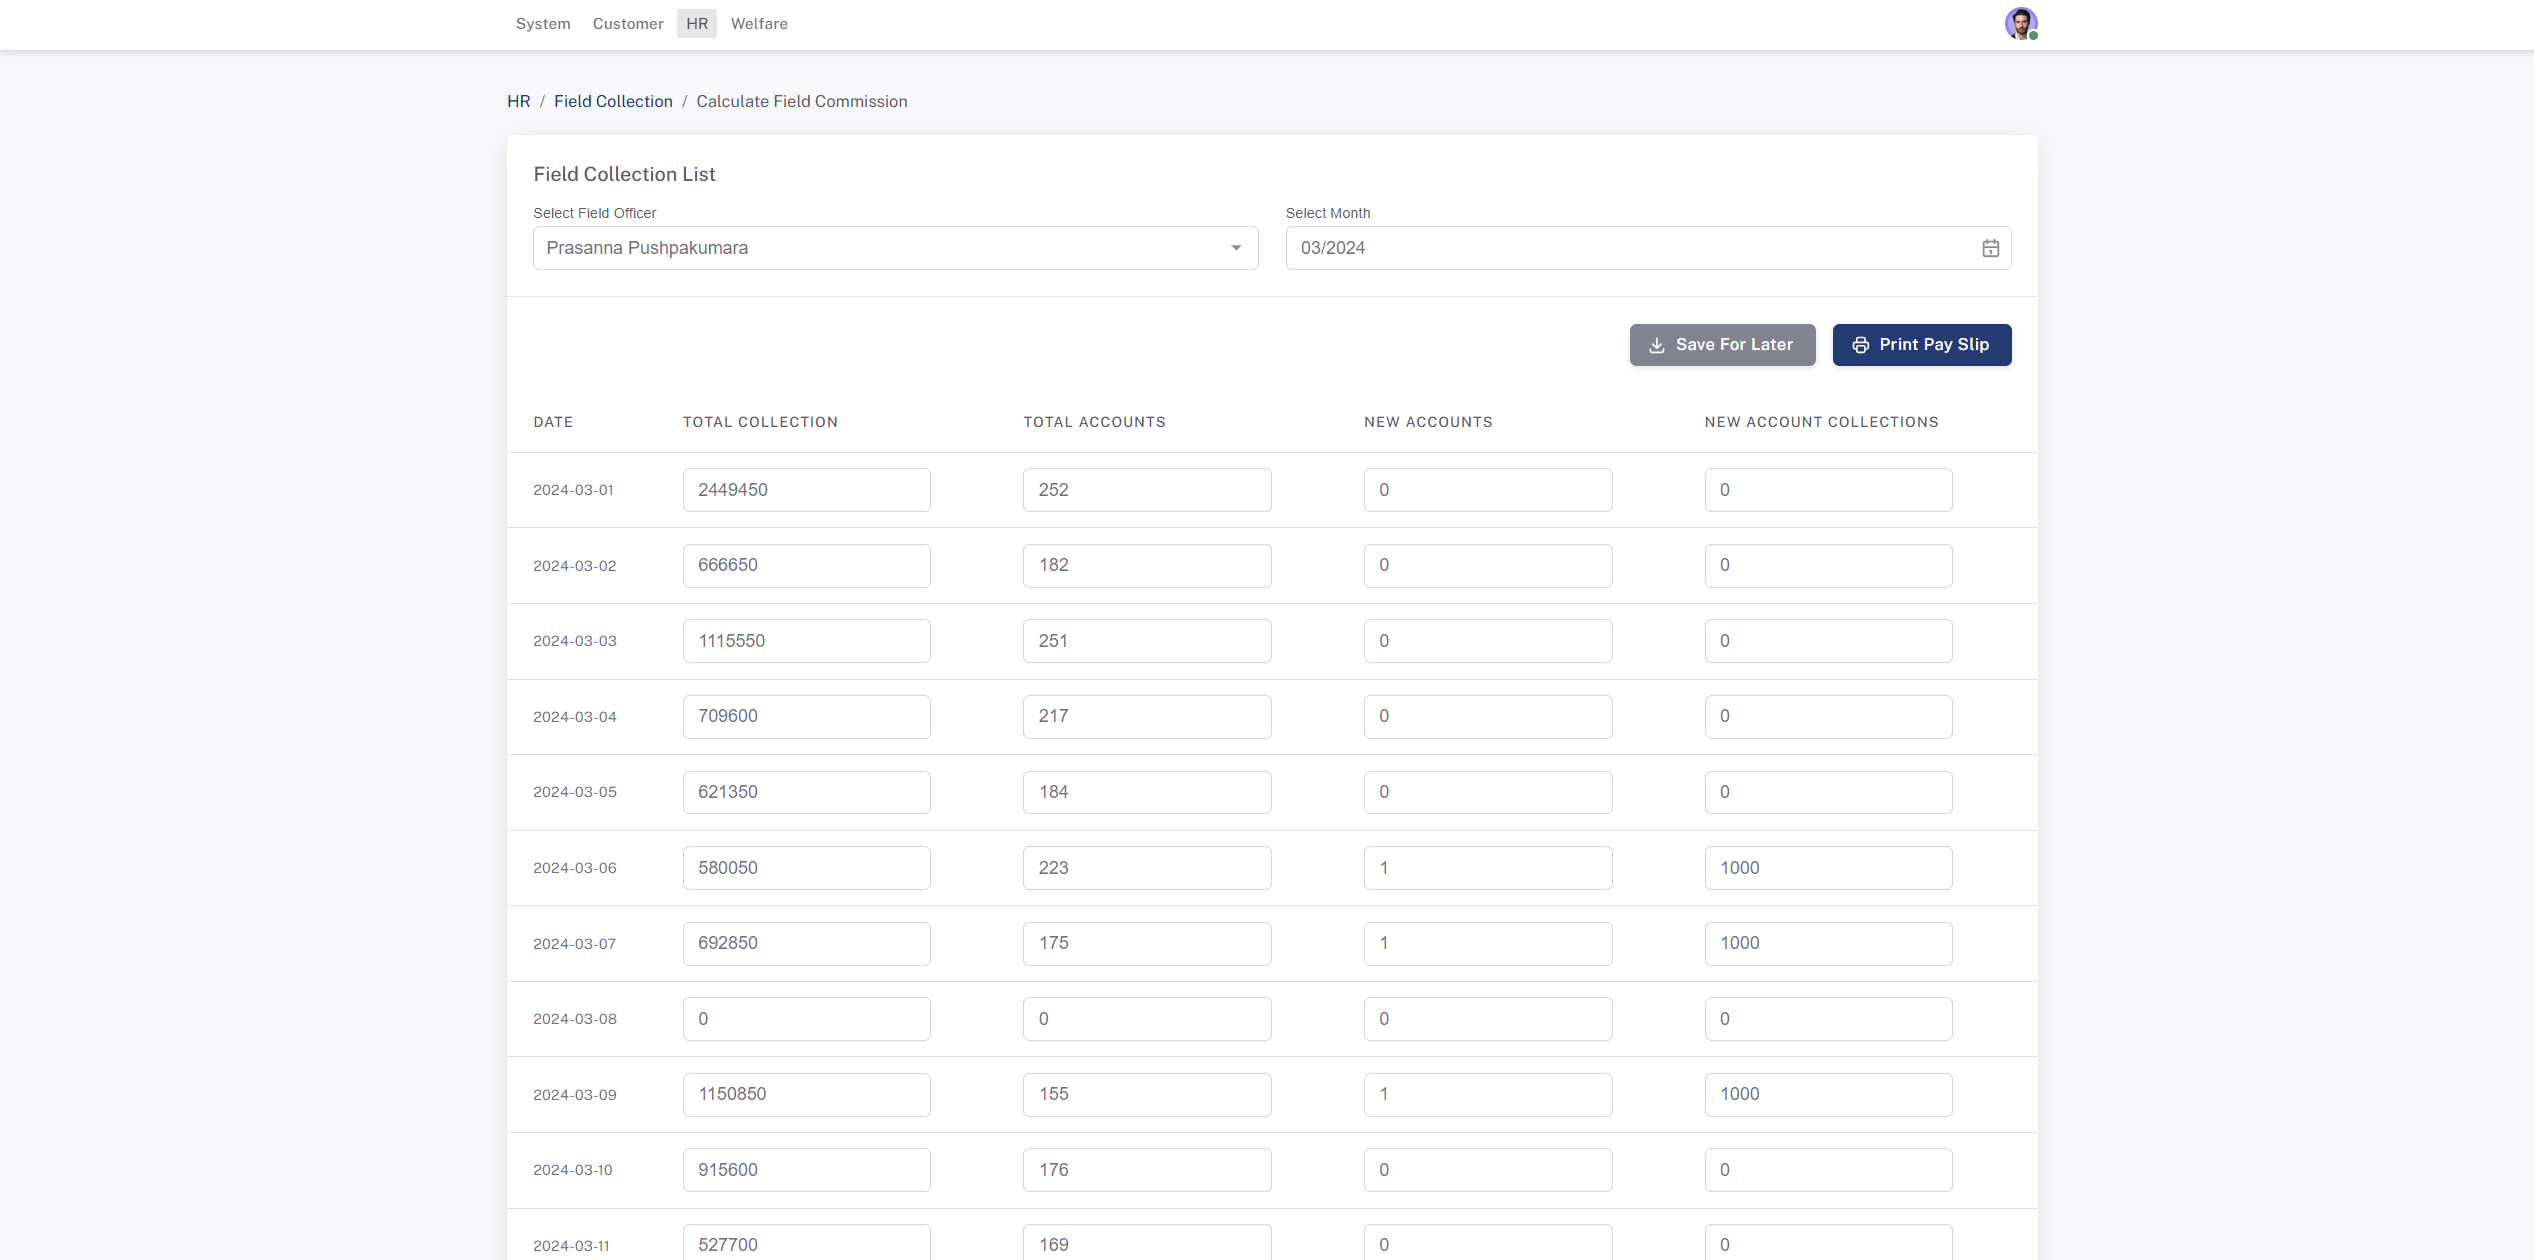 System Customer HR Welfare
HR / Field Collection / Calculate Field Commission
Field Collection List
Select Field Officer Select Month
Prasanna Pushpakumara 03/2024
Save For Later Print Pay Slip
DATE TOTAL COLLECTION TOTAL ACCOUNTS NEW ACCOUNTS NEW ACCOUNT COLLECTIONS
2024-03-01 2449450 252 0 0
2024-03-02 666650 182 0 0
2024-03-03 1115550 251 0 0
2024-03-04 709600 217 0 0
2024-03-05 621350 184 0 0
2024-03-06 580050 223 1 1000
2024-03-07 692850 175 1 1000
2024-03-08 0 0 0 0
2024-03-09 1150850 155 1 1000
2024-03-10 915600 176 0 0
2024-03-11 527700 169 0 0